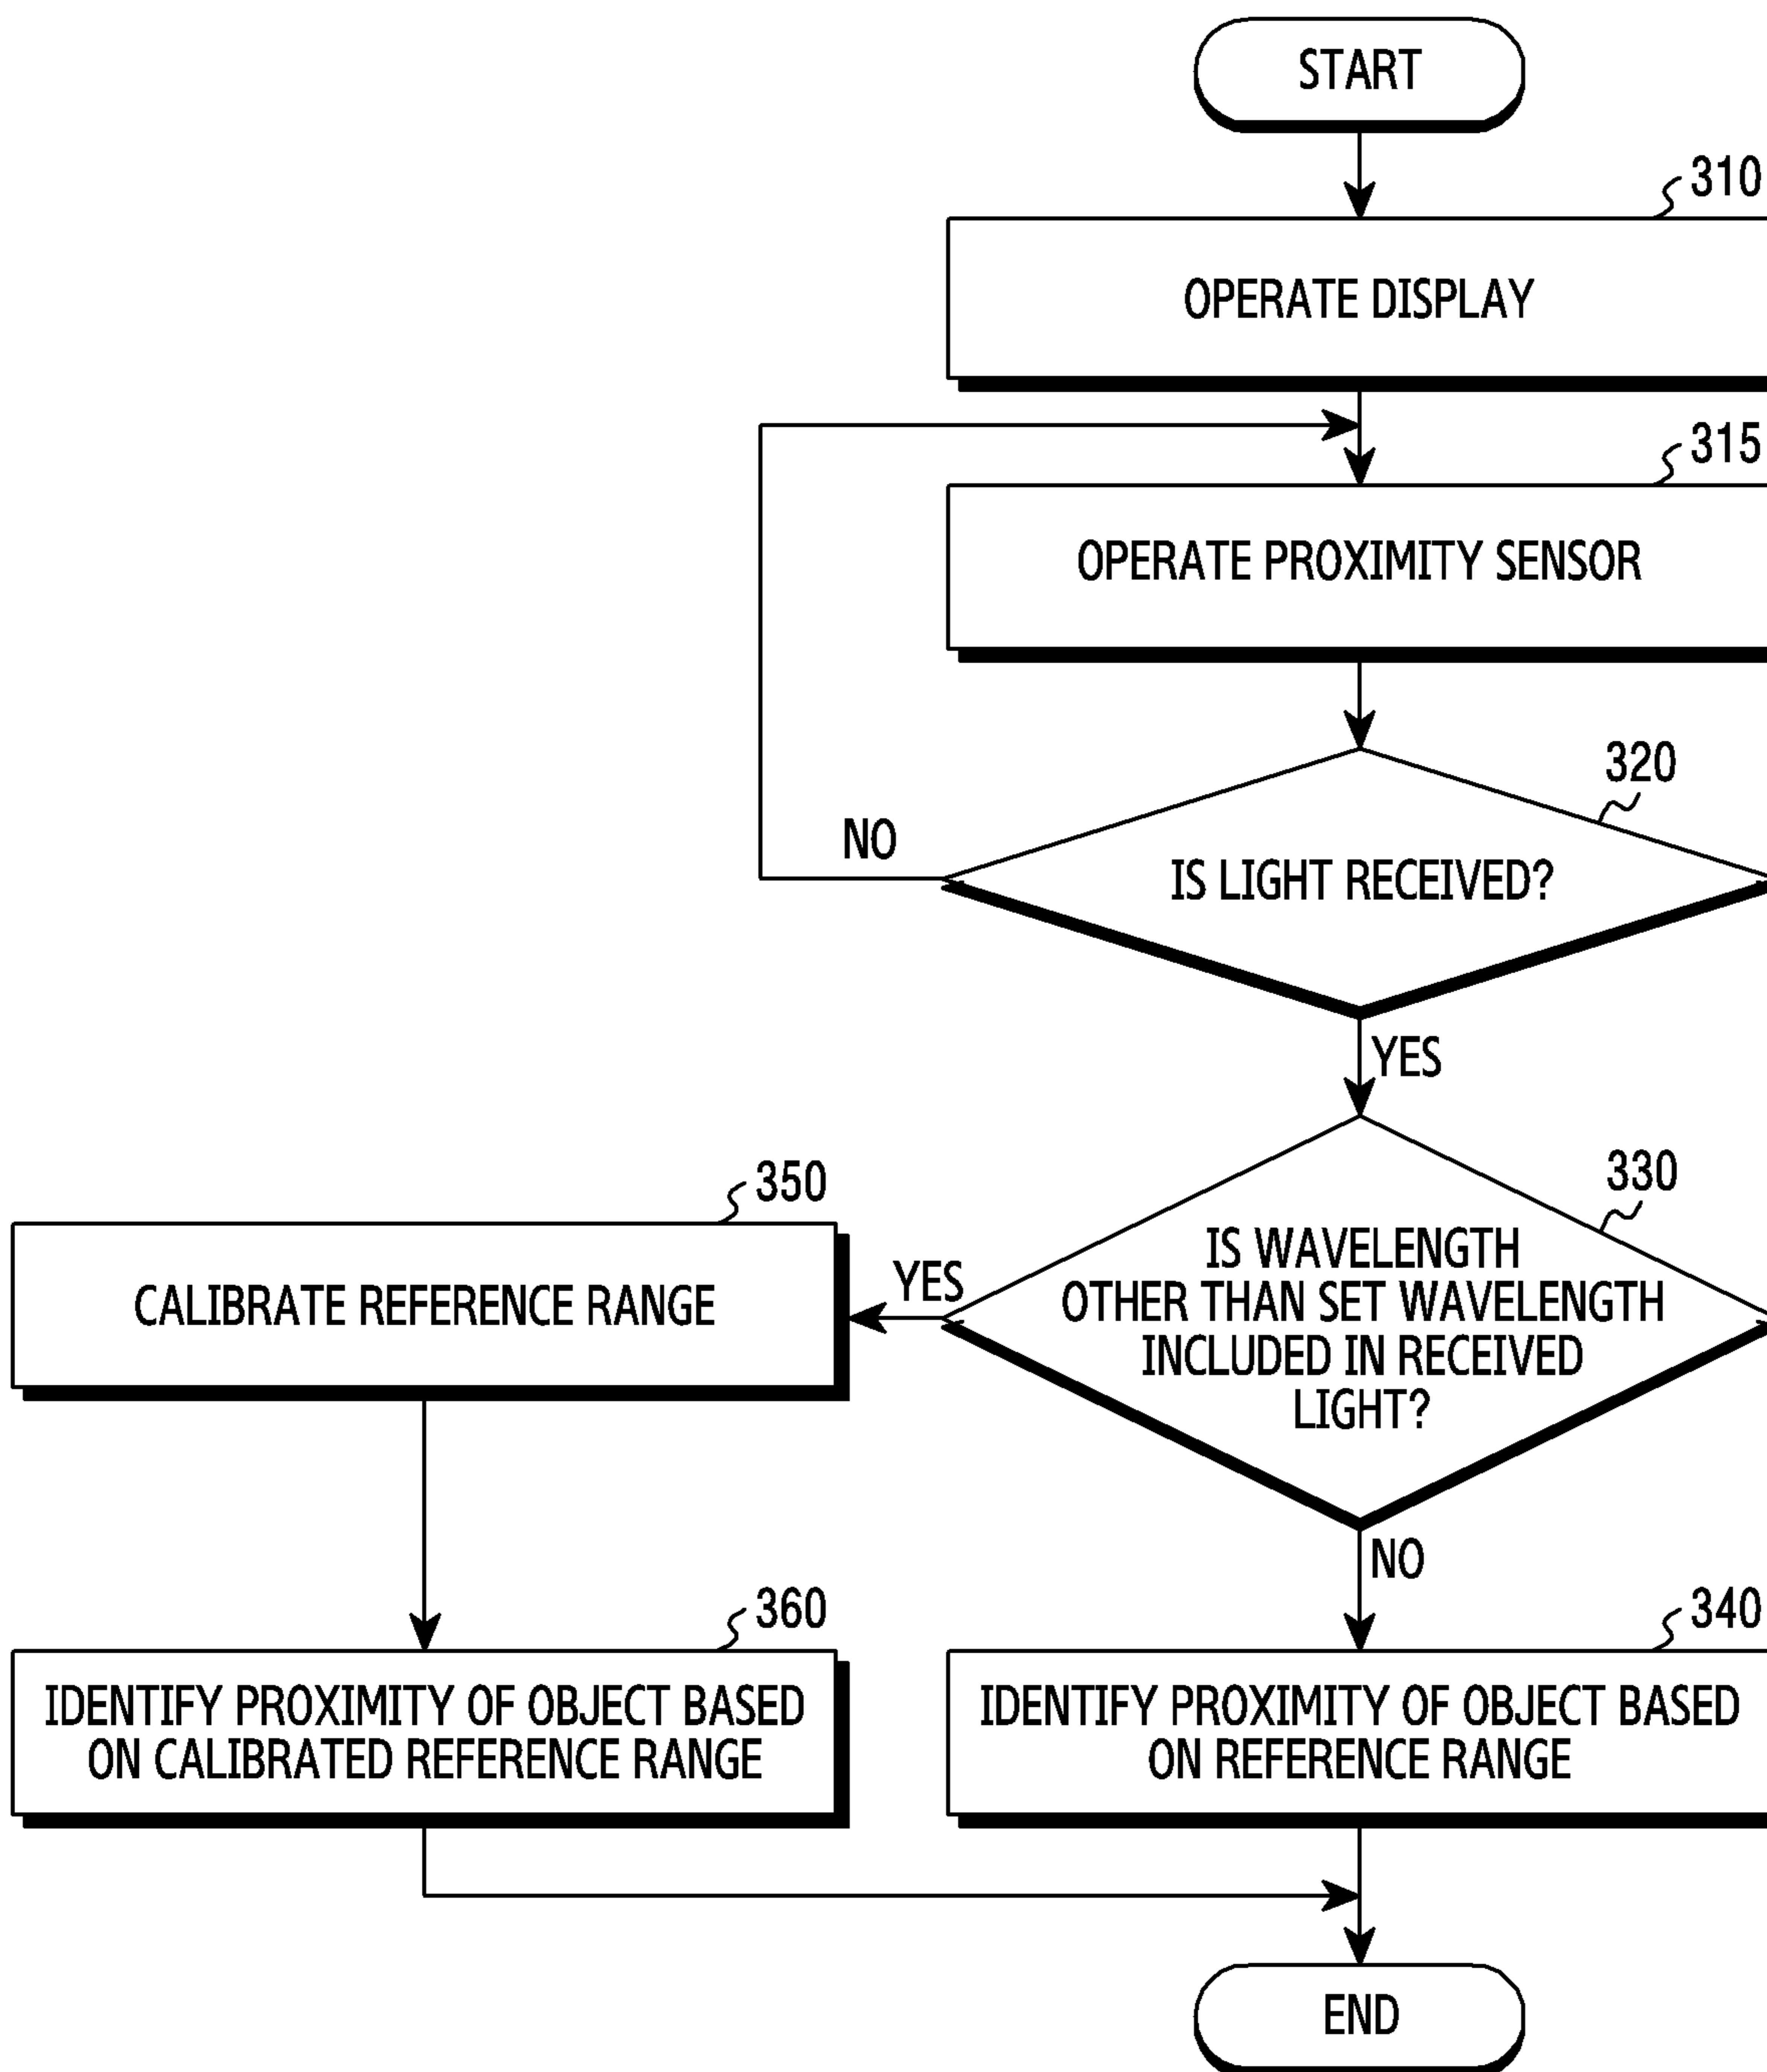 START
310
OPERATE DISPLAY
315
OPERATE PROXIMITY SENSOR
320
IS LIGHT RECEIVED?
NO
YES
330
IS WAVELENGTH
OTHER THAN SET WAVELENGTH
INCLUDED IN RECEIVED
LIGHT?
YES
350
CALIBRATE REFERENCE RANGE
NO
360
IDENTIFY PROXIMITY OF OBJECT BASED
ON CALIBRATED REFERENCE RANGE
340
IDENTIFY PROXIMITY OF OBJECT BASED
ON REFERENCE RANGE
END